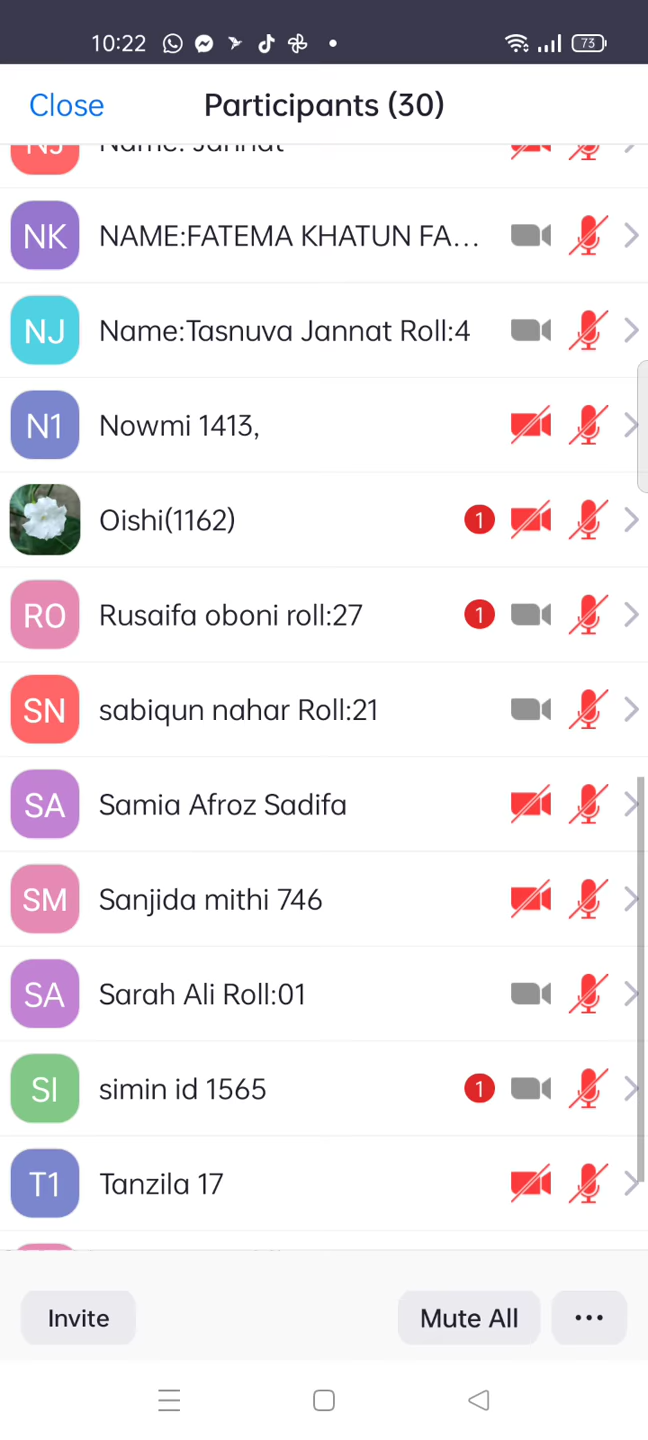 10:22 73
Close Participants (30)
NJ Name: Jannat
NK NAME:FATEMA KHATUN FA...
NJ Name:Tasnuva Jannat Roll:4
N1 Nowmi 1413,
Oishi(1162) 1
RO Rusaifa oboni roll:27 1
SN sabiqun nahar Roll:21
SA Samia Afroz Sadifa
SM Sanjida mithi 746
SA Sarah Ali Roll:01
SI simin id 1565 1
T1 Tanzila 17
Invite Mute All ...